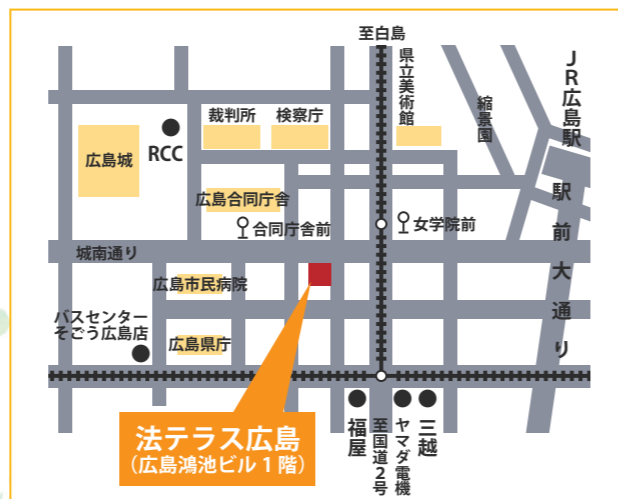 至白島
県立美術館
縮景園
JR広島駅
裁判所
検察庁
RCC
広島城
広島合同庁舎
合同庁舎前
女学院前
駅前大通り
城南通り
広島市民病院
バスセンター
そごう広島店
広島県庁
法テラス広島
（広島鴻池ビル1階）
福屋
至国道2号
ヤマダ電機
三越